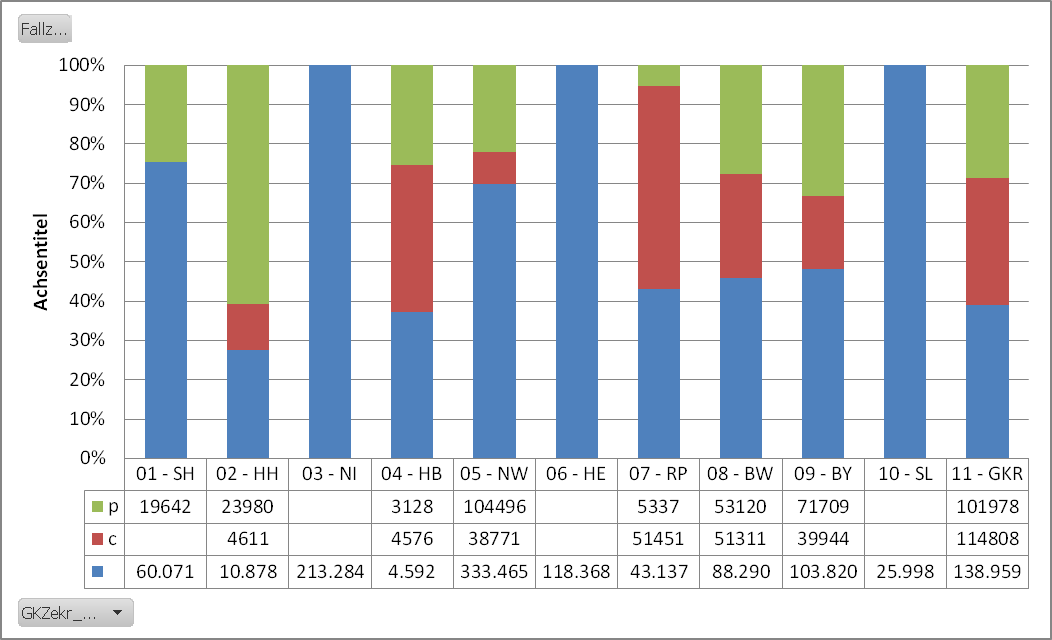 Fallz...
100%
90%
80%
70%
60%
50%
40%
30%
20%
10%
0%
Achsentitel
01 - SH 02 - HH 03 - NI 04 - HB 05 - NW 06 - HE 07 - RP 08 - BW 09 - BY 10 - SL 11 - GKR
p 19642 23980 3128 104496 5337 53120 71709 101978
c 4611 4576 38771 51451 51311 39944 114808
60.071 10.878 213.284 4.592 333.465 118.368 43.137 88.290 103.820 25.998 138.959
GKZekr_...